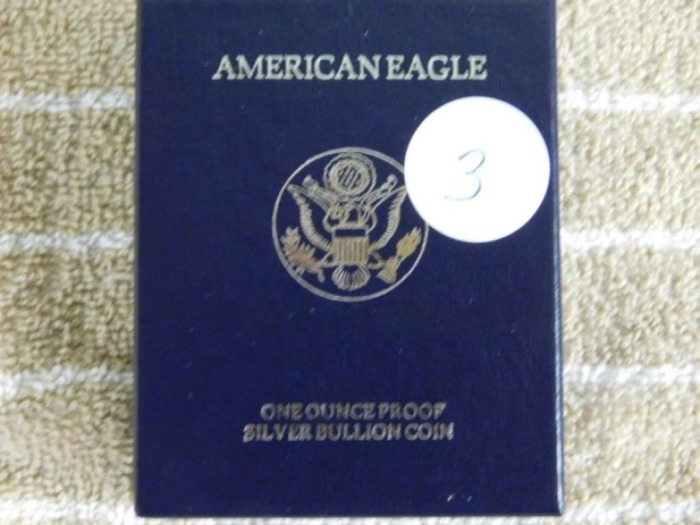 AMERICAN EAGLE
3
ONE OUNCE PROOF
SILVER BULLION COIN